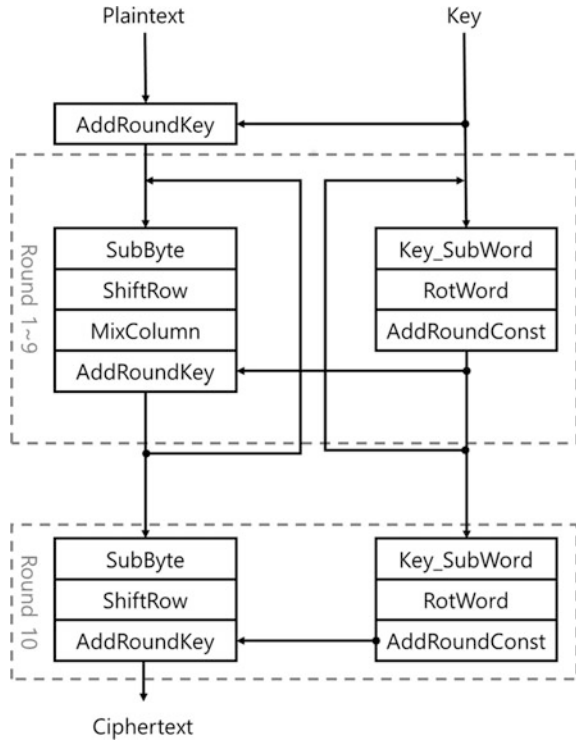 Plaintext
Key
AddRoundKey
Round 1~9
SubByte
ShiftRow
MixColumn
AddRoundKey
Key_SubWord
RotWord
AddRoundConst
Round 10
SubByte
ShiftRow
AddRoundKey
Key_SubWord
RotWord
AddRoundConst
Ciphertext